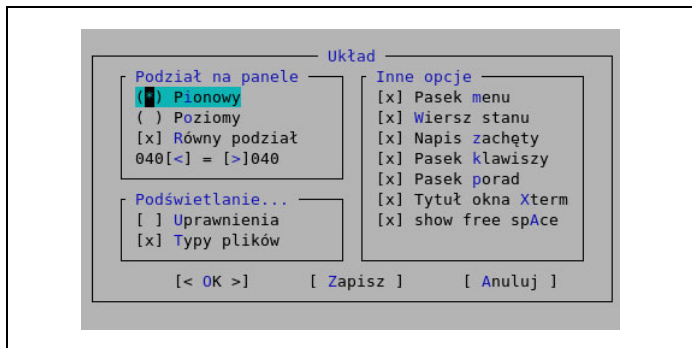 Układ
Podział na panele
(*) Pionowy
( ) Poziomy
[x] Równy podział
040[<] = [>]040
Podświetlanie...
[ ] Uprawnienia
[x] Typy plików
Inne opcje
[x] Pasek menu
[x] Wiersz stanu
[x] Napis zachęty
[x] Pasek klawiszy
[x] Pasek porad
[x] Tytuł okna Xterm
[x] show free spAce
[< OK >] [ Zapisz ] [ Anuluj ]